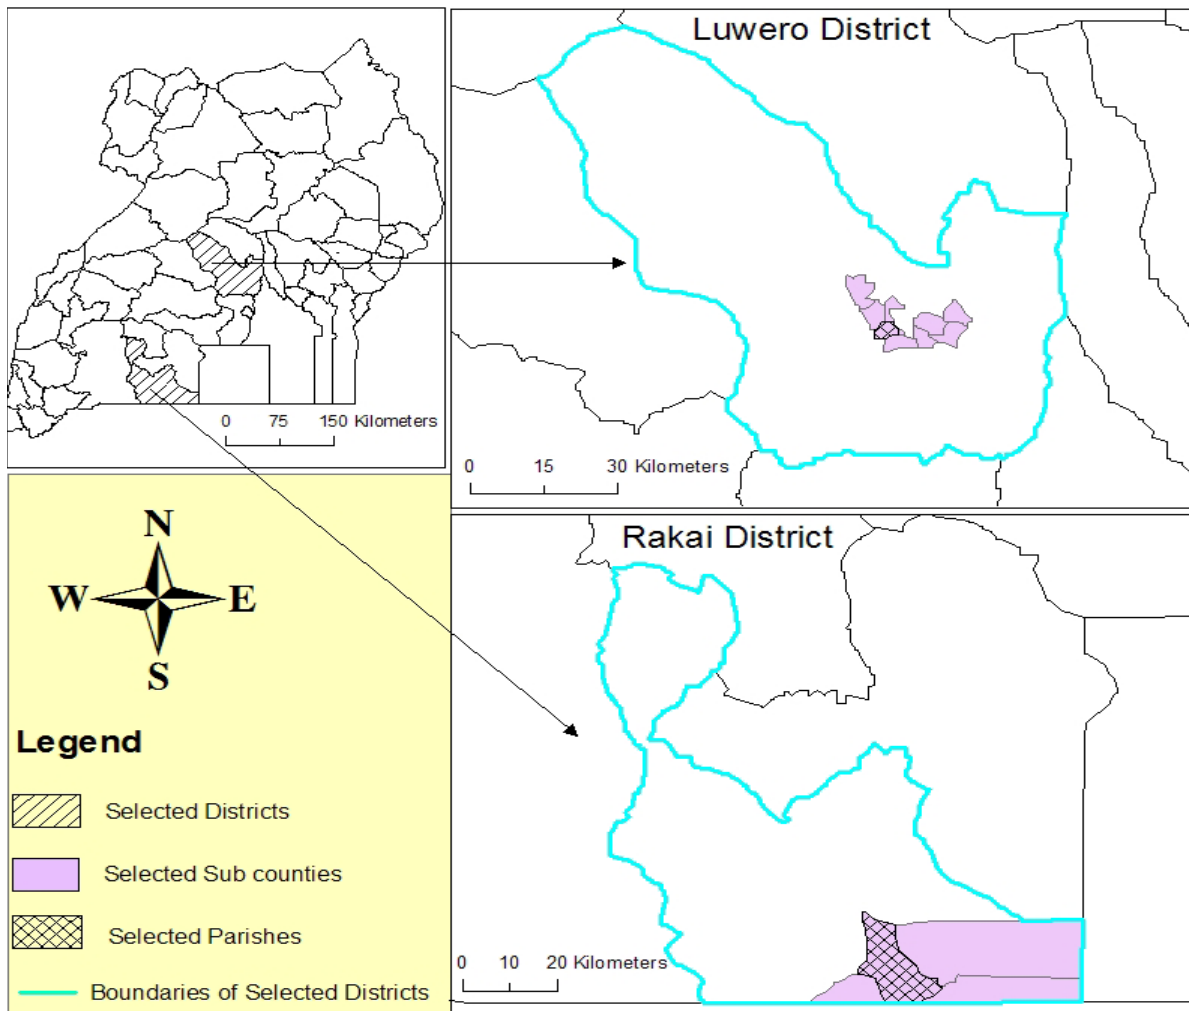 0 75 150 Kilometers
Luwero District
0 15 30 Kilometers
N
W E
S
Legend
Selected Districts
Selected Sub counties
Selected Parishes
Boundaries of Selected Districts
Rakai District
0 10 20 Kilometers